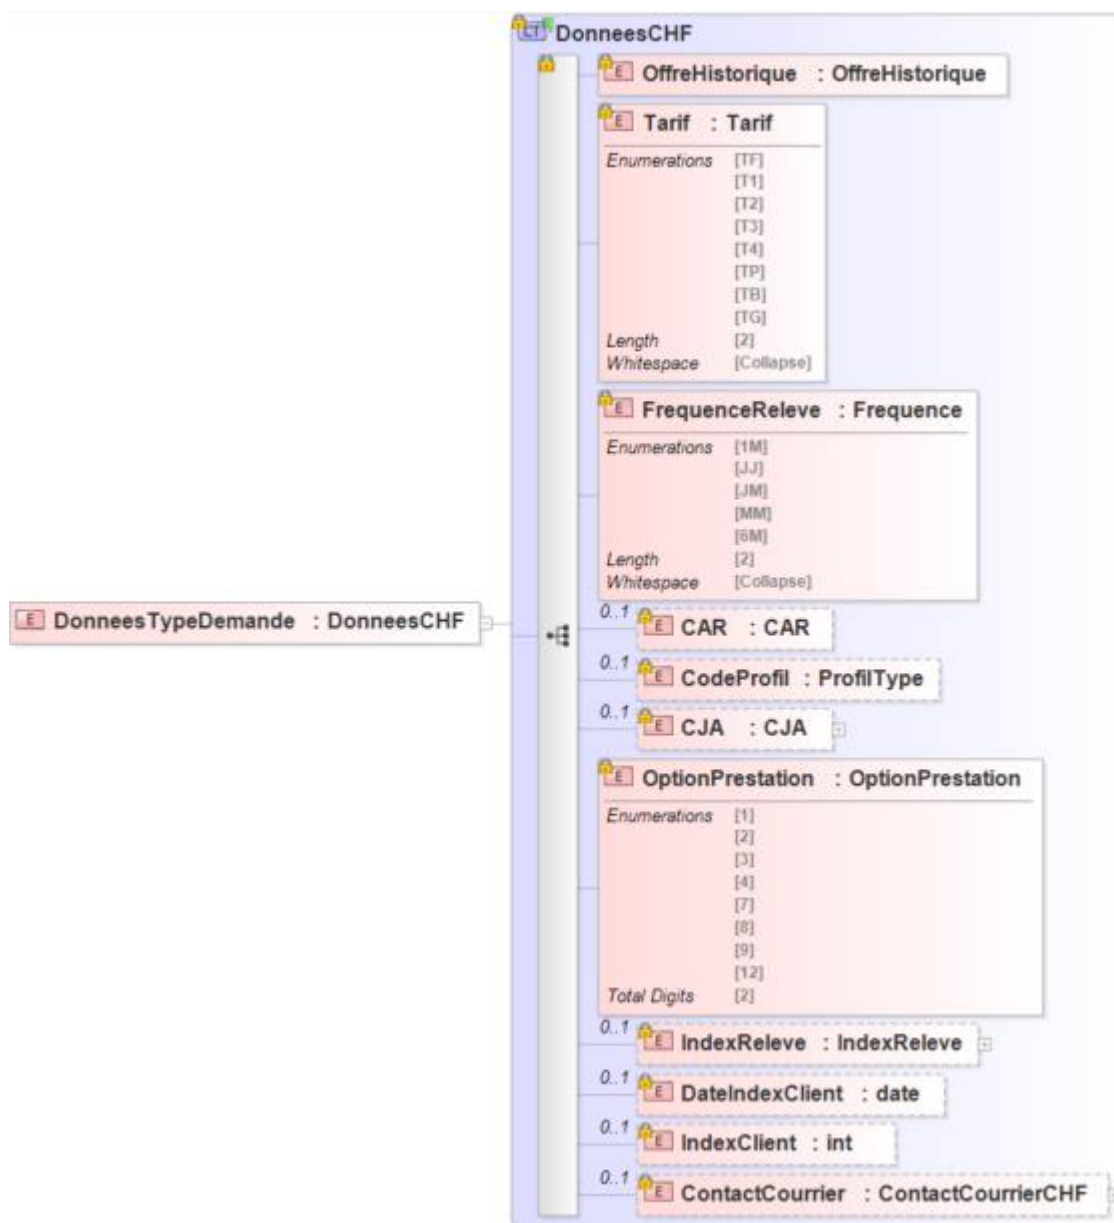 CT DonneesCHF
E OffreHistorique : OffreHistorique
E Tarif : Tarif
Enumerations [TF]
[T1]
[T2]
[T3]
[T4]
[TP]
[TB]
[TG]
Length [2]
Whitespace [Collapse]
E FrequenceReleve : Frequence
Enumerations [1M]
[JJ]
[JM]
[MM]
[6M]
Length [2]
Whitespace [Collapse]
E DonneesTypeDemande : DonneesCHF
0..1 E CAR : CAR
0..1 E CodeProfil : ProfilType
0..1 E CJA : CJA
E OptionPrestation : OptionPrestation
Enumerations [1]
[2]
[3]
[4]
[7]
[8]
[9]
[12]
Total Digits [2]
0..1 E IndexReleve : IndexReleve
0..1 E DateIndexClient : date
0..1 E IndexClient : int
0..1 E ContactCourrier : ContactCourrierCHF